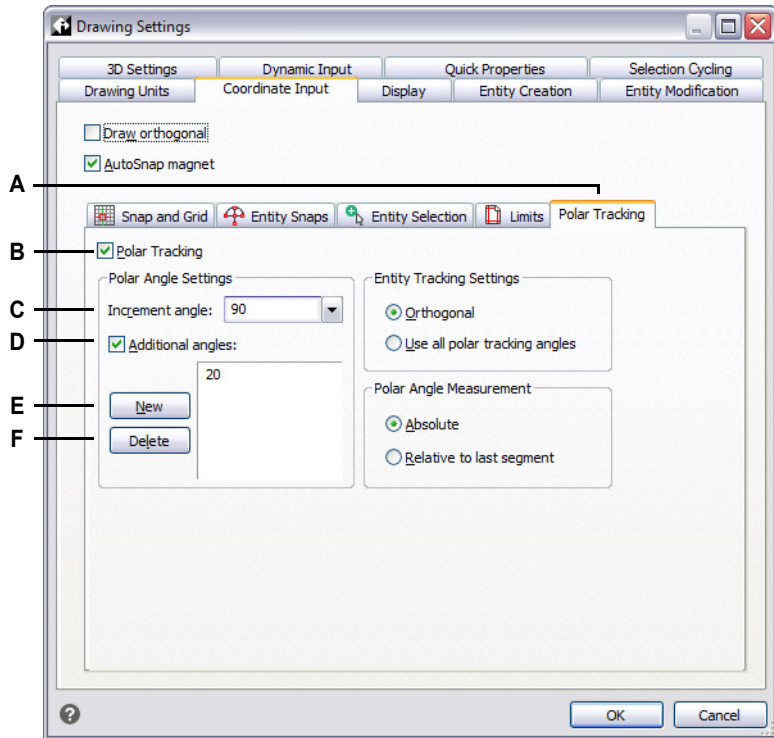 Drawing Settings
3D Settings Dynamic Input Quick Properties Selection Cycling
Drawing Units Coordinate Input Display Entity Creation Entity Modification
Draw orthogonal
AutoSnap magnet
A
Snap and Grid Entity Snaps Entity Selection Limits Polar Tracking
B Polar Tracking
Polar Angle Settings Entity Tracking Settings
C Increment angle: 90 Orthogonal
D Additional angles: Use all polar tracking angles
20
Polar Angle Measurement
E New Absolute
F Delete Relative to last segment
? OK Cancel